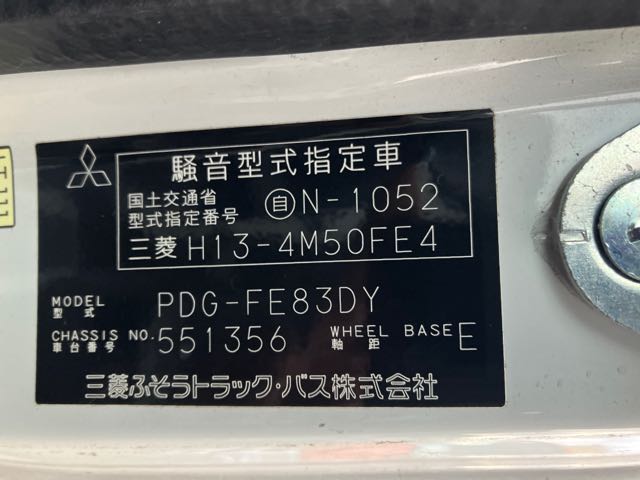 騒音型式指定車
国土交通省
型式指定番号 自N-1052
三菱 H13-4M50FE4
MODEL
型式 PDG-FE83DY
CHASSIS NO. 551356 WHEEL BASE E
車台番号 軸距
三菱ふそうトラック・バス株式会社